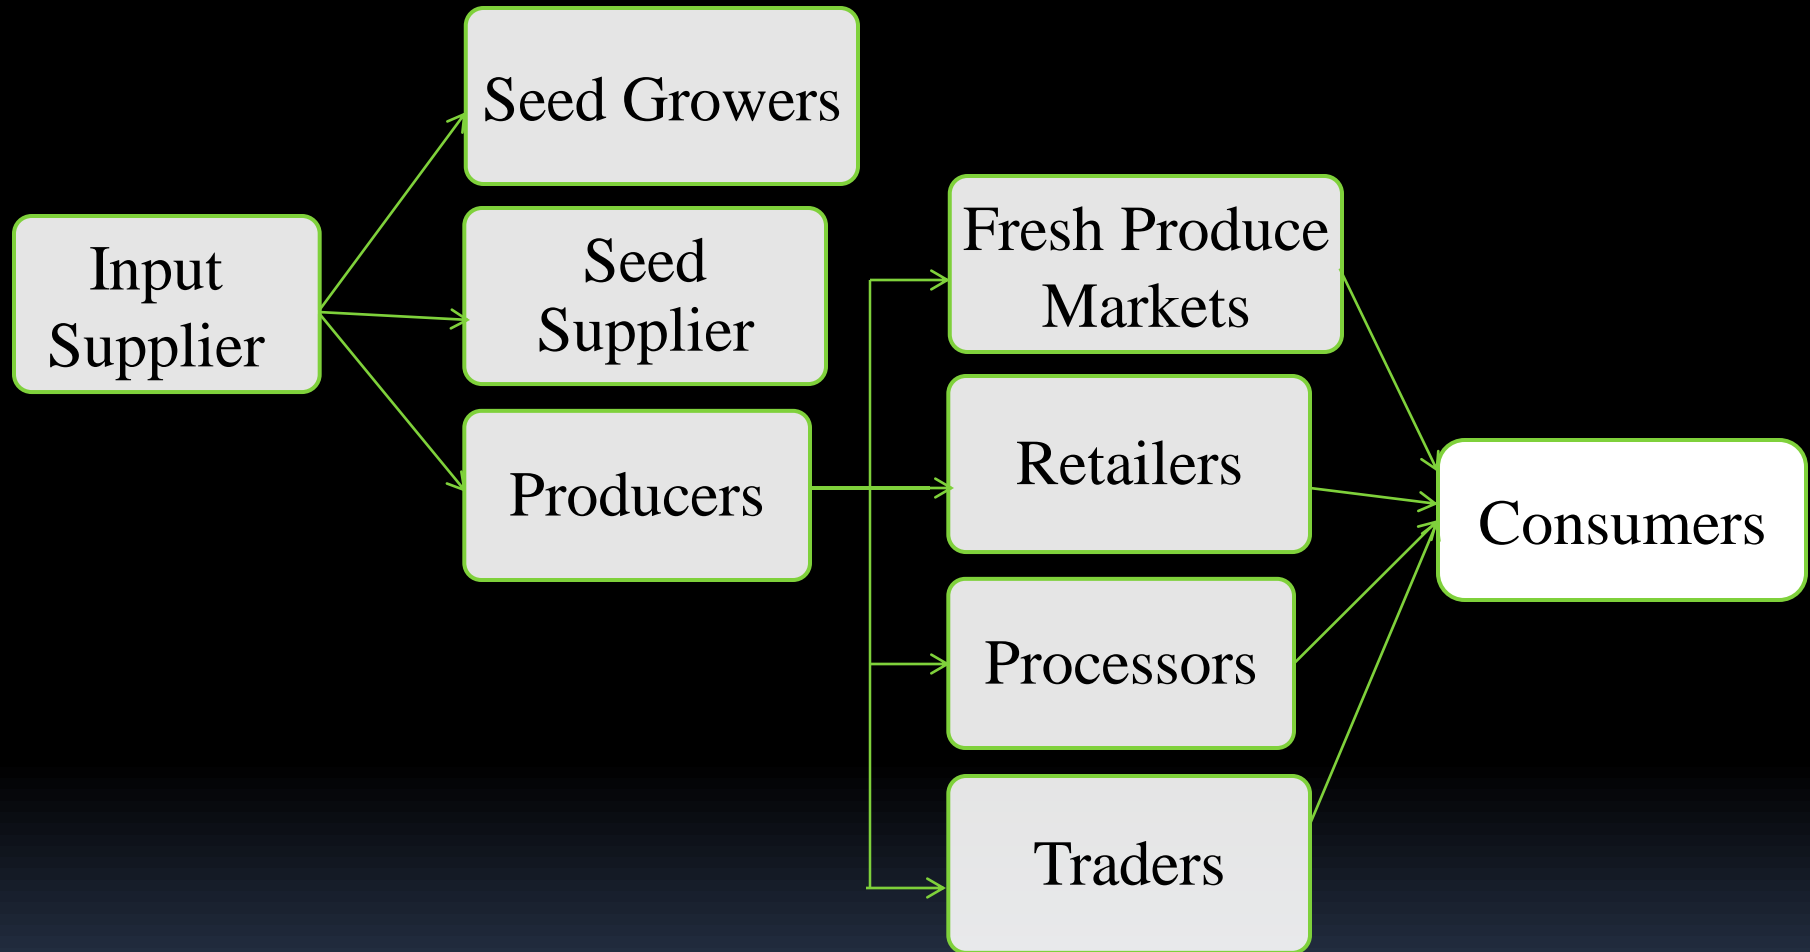 Seed Growers
Input
Supplier
Seed
Supplier
Producers
Fresh Produce
Markets
Retailers
Processors
Traders
Consumers